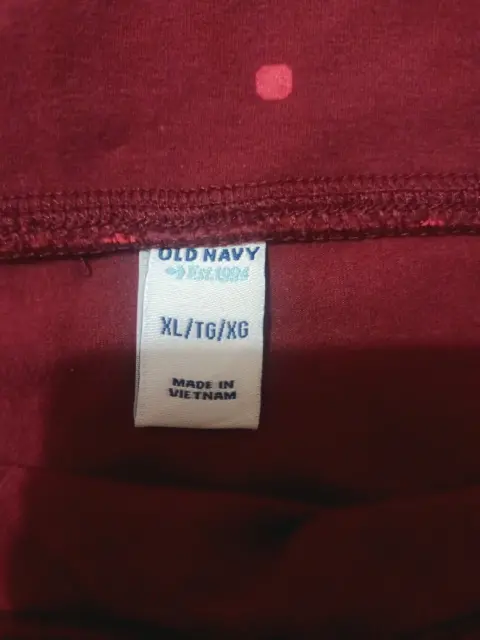 OLD NAVY
Est.1994
XL/TG/XG
MADE IN
VIETNAM